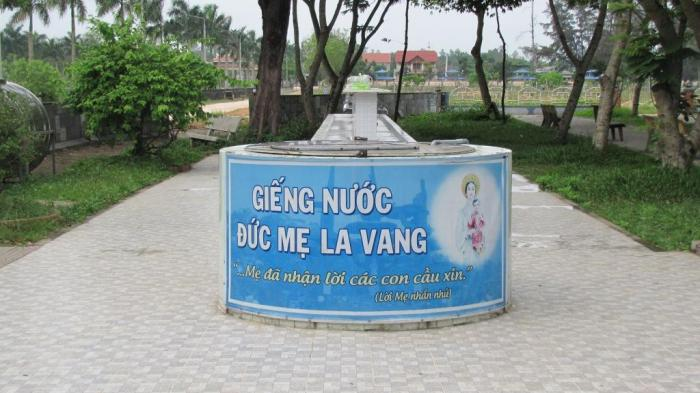 GIẾNG NƯỚC
ĐỨC MẸ LA VANG
“...Mẹ đã nhận lời các con cầu xin.”
(Lời Mẹ nhắn nhủ)